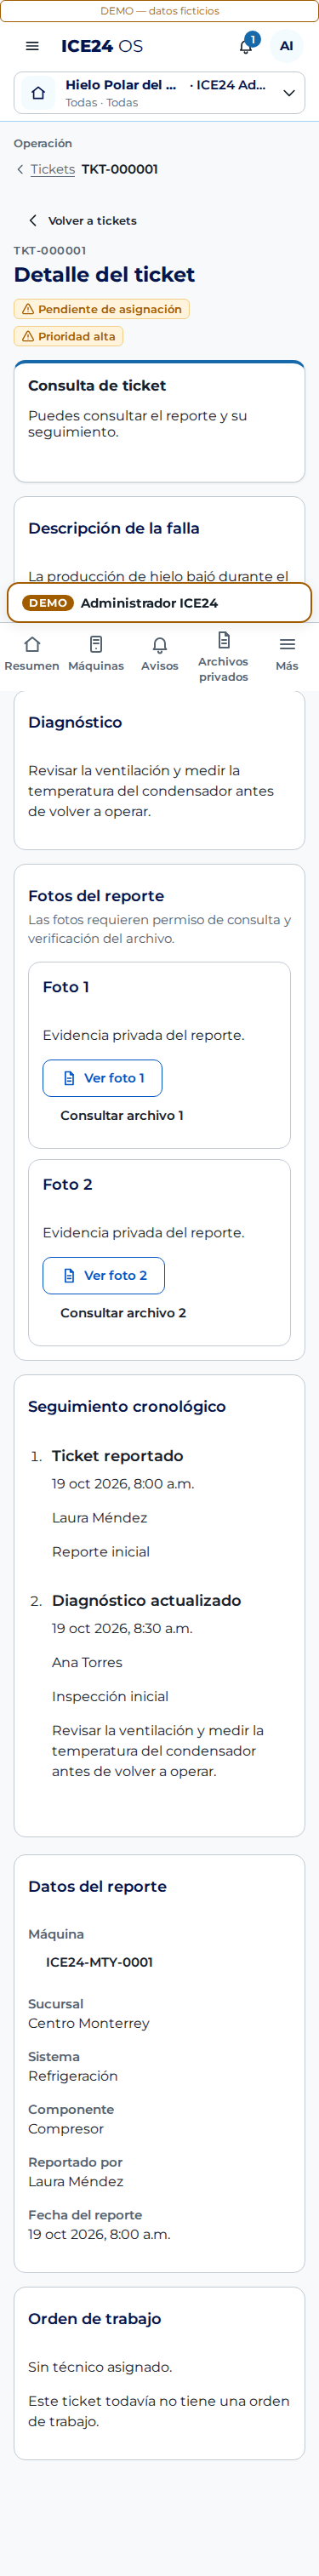 DEMO — datos ficticios
ICE24 OS
1
AI
Hielo Polar del ... · ICE24 Ad...
Todas · Todas
Operación
Tickets TKT-000001
Volver a tickets
TKT-000001
Detalle del ticket
Pendiente de asignación
Prioridad alta
Consulta de ticket
Puedes consultar el reporte y su
seguimiento.
Descripción de la falla
La producción de hielo bajó durante el
DEMO Administrador ICE24
Resumen
Máquinas
Avisos
Archivos
privados
Más
Diagnóstico
Revisar la ventilación y medir la
temperatura del condensador antes
de volver a operar.
Fotos del reporte
Las fotos requieren permiso de consulta y
verificación del archivo.
Foto 1
Evidencia privada del reporte.
Ver foto 1
Consultar archivo 1
Foto 2
Evidencia privada del reporte.
Ver foto 2
Consultar archivo 2
Seguimiento cronológico
1. Ticket reportado
19 oct 2026, 8:00 a.m.
Laura Méndez
Reporte inicial
2. Diagnóstico actualizado
19 oct 2026, 8:30 a.m.
Ana Torres
Inspección inicial
Revisar la ventilación y medir la
temperatura del condensador
antes de volver a operar.
Datos del reporte
Máquina
ICE24-MTY-0001
Sucursal
Centro Monterrey
Sistema
Refrigeración
Componente
Compresor
Reportado por
Laura Méndez
Fecha del reporte
19 oct 2026, 8:00 a.m.
Orden de trabajo
Sin técnico asignado.
Este ticket todavía no tiene una orden
de trabajo.